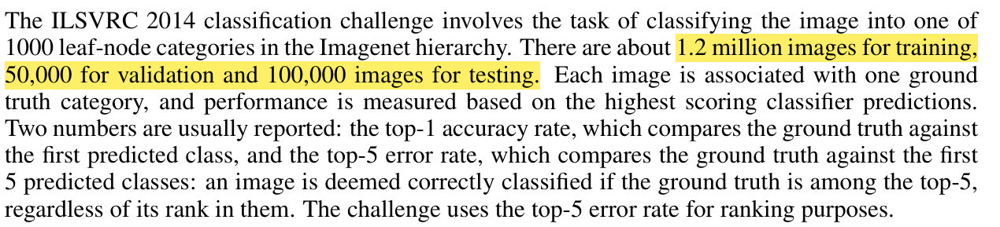 The ILSVRC 2014 classification challenge involves the task of classifying the image into one of
1000 leaf-node categories in the Imagenet hierarchy. There are about 1.2 million images for training,
50,000 for validation and 100,000 images for testing. Each image is associated with one ground
truth category, and performance is measured based on the highest scoring classifier predictions.
Two numbers are usually reported: the top-1 accuracy rate, which compares the ground truth against
the first predicted class, and the top-5 error rate, which compares the ground truth against the first
5 predicted classes: an image is deemed correctly classified if the ground truth is among the top-5,
regardless of its rank in them. The challenge uses the top-5 error rate for ranking purposes.